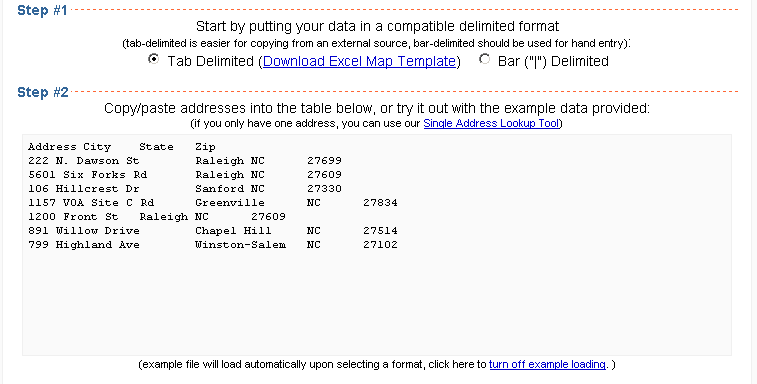 Step #1
Start by putting your data in a compatible delimited format
(tab-delimited is easier for copying from an external source, bar-delimited should be used for hand entry):
Tab Delimited (Download Excel Map Template) Bar ("|") Delimited
Step #2
Copy/paste addresses into the table below, or try it out with the example data provided:
(if you only have one address, you can use our Single Address Lookup Tool)
Address City State Zip
222 N. Dawson St Raleigh NC 27699
5601 Six Forks Rd Raleigh NC 27609
106 Hillcrest Dr Sanford NC 27330
1157 VOA Site C Rd Greenville NC 27834
1200 Front St Raleigh NC 27609
891 Willow Drive Chapel Hill NC 27514
799 Highland Ave Winston-Salem NC 27102
(example file will load automatically upon selecting a format, click here to turn off example loading. )